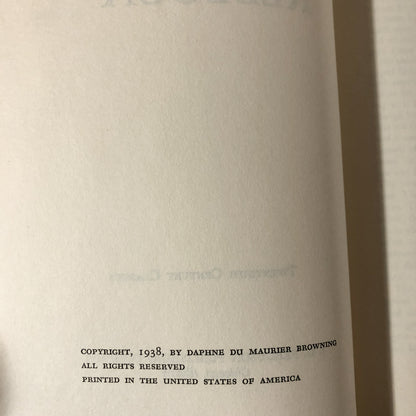 COPYRIGHT, 1938, BY DAPHNE DU MAURIER BROWNING
ALL RIGHTS RESERVED
PRINTED IN THE UNITED STATES OF AMERICA